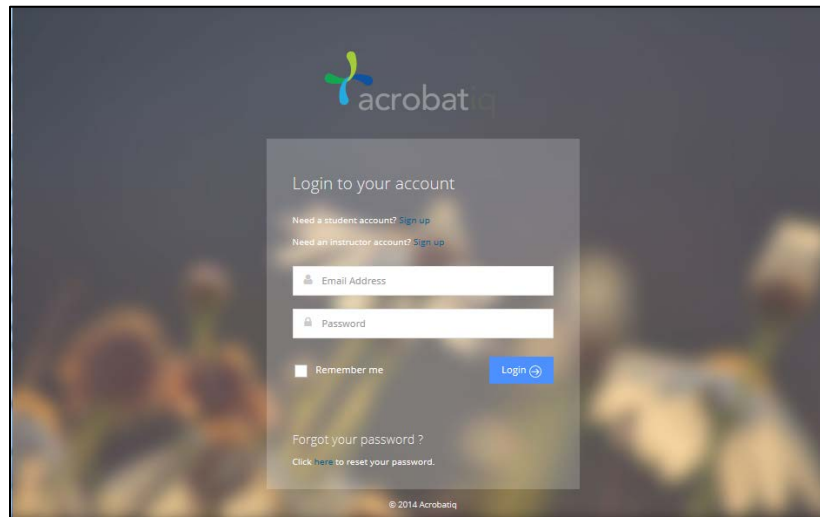 acrobatiq
Login to your account
Need a student account? Sign up
Need an instructor account? Sign up
Email Address
Password
Remember me
Login
Forgot your password ?
Click here to reset your password.
© 2014 Acrobatiq